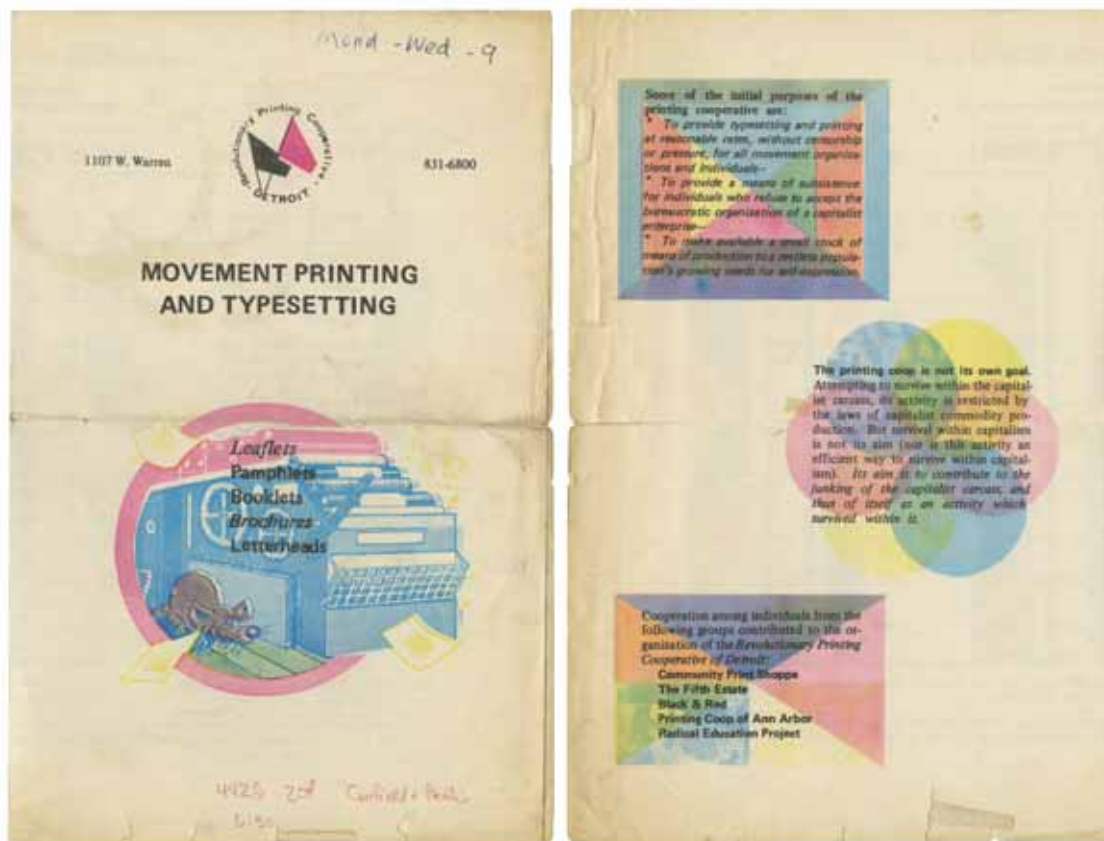 Mond - Wed - 9
Revolutionary Printing Cooperative
DETROIT
1107 W. Warren
831-6800
MOVEMENT PRINTING
AND TYPESETTING
Leaflets
Pamphlets
Booklets
Brochures
Letterheads
4425 2nd
Some of the initial purposes of the
printing cooperative are:
* To provide typesetting and printing
at reasonable rates, without censorship
or pressure, for all movement organiza-
tions and individuals--
* To provide a means of subsistence
for individuals who refuse to accept the
bureaucratic organization of a capitalist
enterprise--
* To make available a small stock of
means of production to a restless popula-
tion's growing needs for self-expression.
The printing coop is not its own goal.
Attempting to survive within the capital-
ist carcass, its activity is restricted by
the laws of capitalist commodity pro-
duction. But survival within capitalism
is not its aim (nor is this activity an
efficient way to survive within capital-
ism). Its aim is to contribute to the
junking of the capitalist carcass, and
thus of itself as an activity which
survived within it.
Cooperation among individuals from the
following groups contributed to the or-
ganization of the Revolutionary Printing
Cooperative of Detroit:
Community Print Shoppe
The Fifth Estate
Black & Red
Printing Coop of Ann Arbor
Radical Education Project